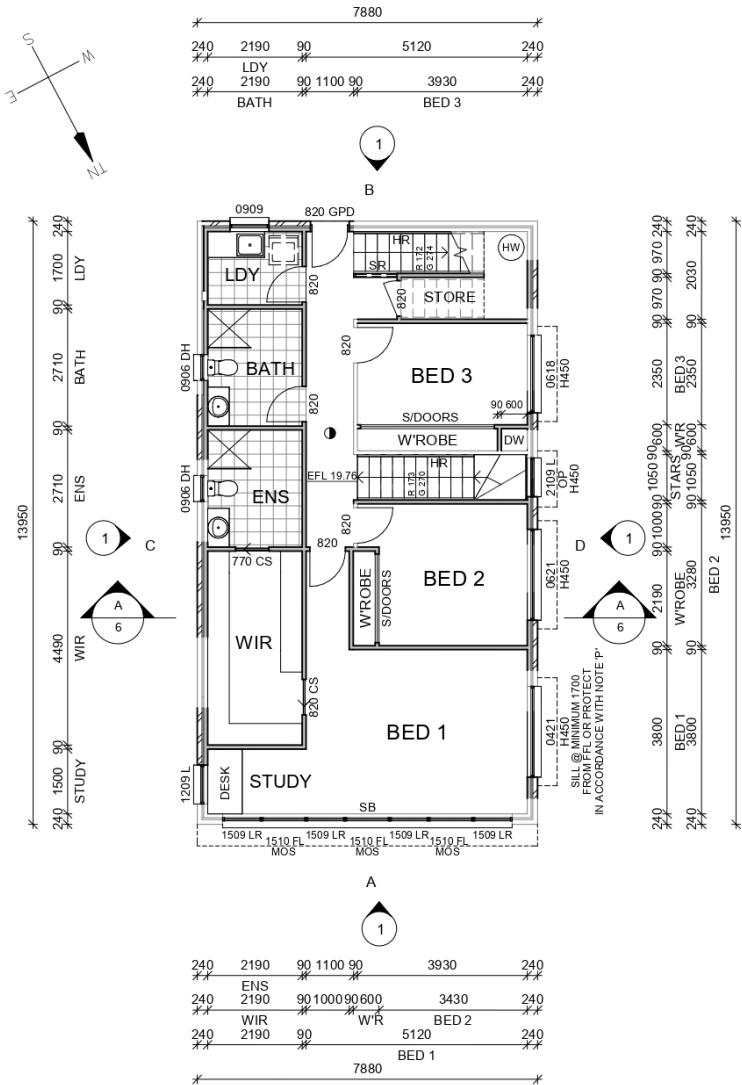 7880
240 2190 90 5120 240
LDY
240 2190 90 1100 90 3930 240
BATH BED 3
S
W
E
TN
1
B
0909
820 GPD
HR
HW
R 172
G 274
SR
LDY
820
820
STORE
820
0906 DH
BATH
BED 3
0618
H450
820
90 600
S/DOORS
W'ROBE
DW
HR
EFL 19.76
R 173
G 270
2109 L
OP
H450
0906 DH
ENS
820
820
770 CS
BED 2
W'ROBE
S/DOORS
0621
H450
1
C
D
1
A
6
A
6
WIR
820 CS
BED 1
0421
H450
SILL @ MINIMUM 1700
FROM FFL OR PROTECT
IN ACCORDANCE WITH NOTE 'P'
1209 L
DESK
STUDY
SB
1509 LR 1509 LR 1509 LR 1509 LR
1510 FL 1510 FL 1510 FL
MOS MOS MOS
13950
240 1700 90 2710 90 2710 90 4490 90 1500 240
LDY BATH ENS WIR STUDY
240 970 90 970 90 2350 90 600 90 1050 90 1000 90 2190 90 3800 240
STARS W'ROBE
240 2030 90 2350 90 600 90 1050 90 3280 90 3800 240
BED 3 W'R BED 2 BED 1
13950
A
1
240 2190 90 1100 90 3930 240
ENS
240 2190 90 1000 90 600 3430 240
WIR W'R BED 2
240 2190 90 5120 240
BED 1
7880